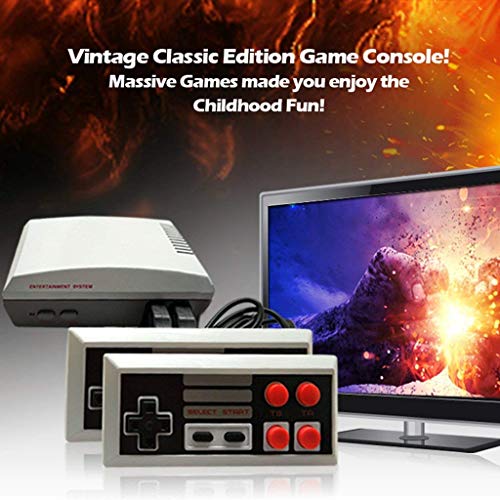 Vintage Classic Edition Game Console!
Massive Games made you enjoy the
Childhood Fun!
ENTERTAINMENT SYSTEM
SELECT START
TB
TA